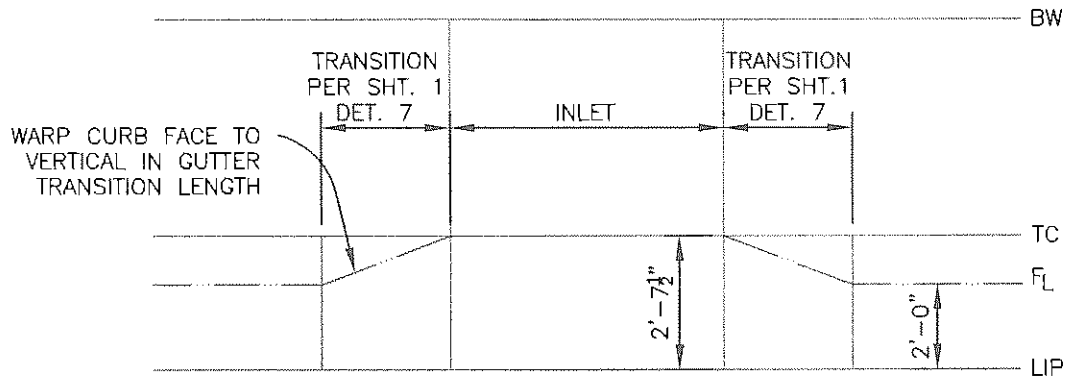 BW
TRANSITION
PER SHT. 1
DET. 7
INLET
TRANSITION
PER SHT.1
DET. 7
WARP CURB FACE TO
VERTICAL IN GUTTER
TRANSITION LENGTH
TC
2'-7½"
FL
2'-0"
LIP